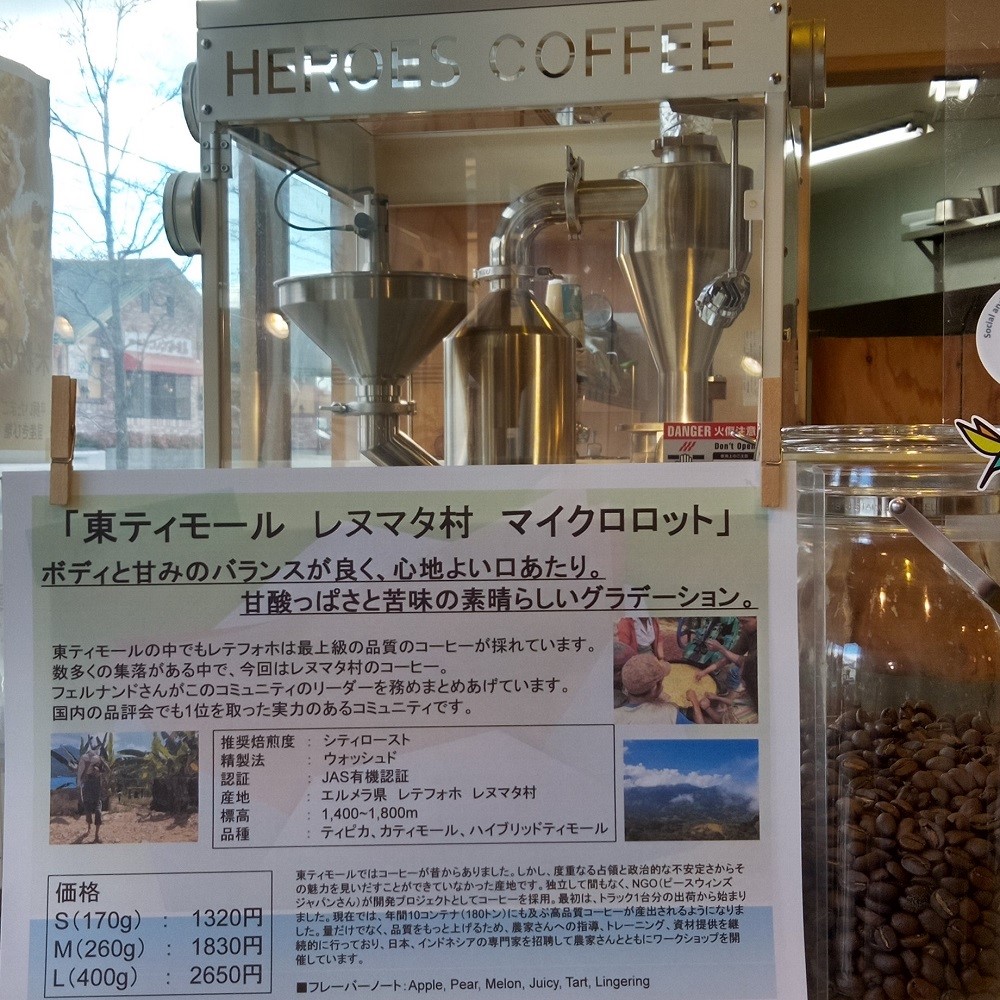 HEROES COFFEE
DANGER 火傷注意
Don't Open
Social an
「東ティモール レヌマタ村 マイクロロット」
ボディと甘みのバランスが良く、心地よい口あたり。
甘酸っぱさと苦味の素晴らしいグラデーション。
東ティモールの中でもレテフォホは最上級の品質のコーヒーが採れています。
数多くの集落がある中で、今回はレヌマタ村のコーヒー。
フェルナンドさんがこのコミュニティのリーダーを務めまとめあげています。
国内の品評会でも1位を取った実力のあるコミュニティです。
推奨焙煎度 : シティロースト
精製法 : ウォッシュド
認証 : JAS有機認証
産地 : エルメラ県 レテフォホ レヌマタ村
標高 : 1,400~1,800m
品種 : ティピカ、カティモール、ハイブリッドティモール
価格
S(170g) : 1320円
M(260g) : 1830円
L(400g) : 2650円
東ティモールではコーヒーが昔からありました。しかし、度重なる占領と政治的な不安定さからそ
の魅力を見いだすことができていなかった産地です。独立して間もなく、NGO(ピースウィンズ
ジャパンさん)が開発プロジェクトとしてコーヒーを採用。最初は、トラック1台分の出荷から始まり
ました。現在では、年間10コンテナ(180トン)にも及ぶ高品質コーヒーが産出されるようになりま
した。量だけでなく、品質をもっと上げるため、農家さんへの指導、トレーニング、資材提供を継
続的に行っており、日本、インドネシアの専門家を招聘して農家さんとともにワークショップを開
催しています。
■フレーバーノート:Apple, Pear, Melon, Juicy, Tart, Lingering